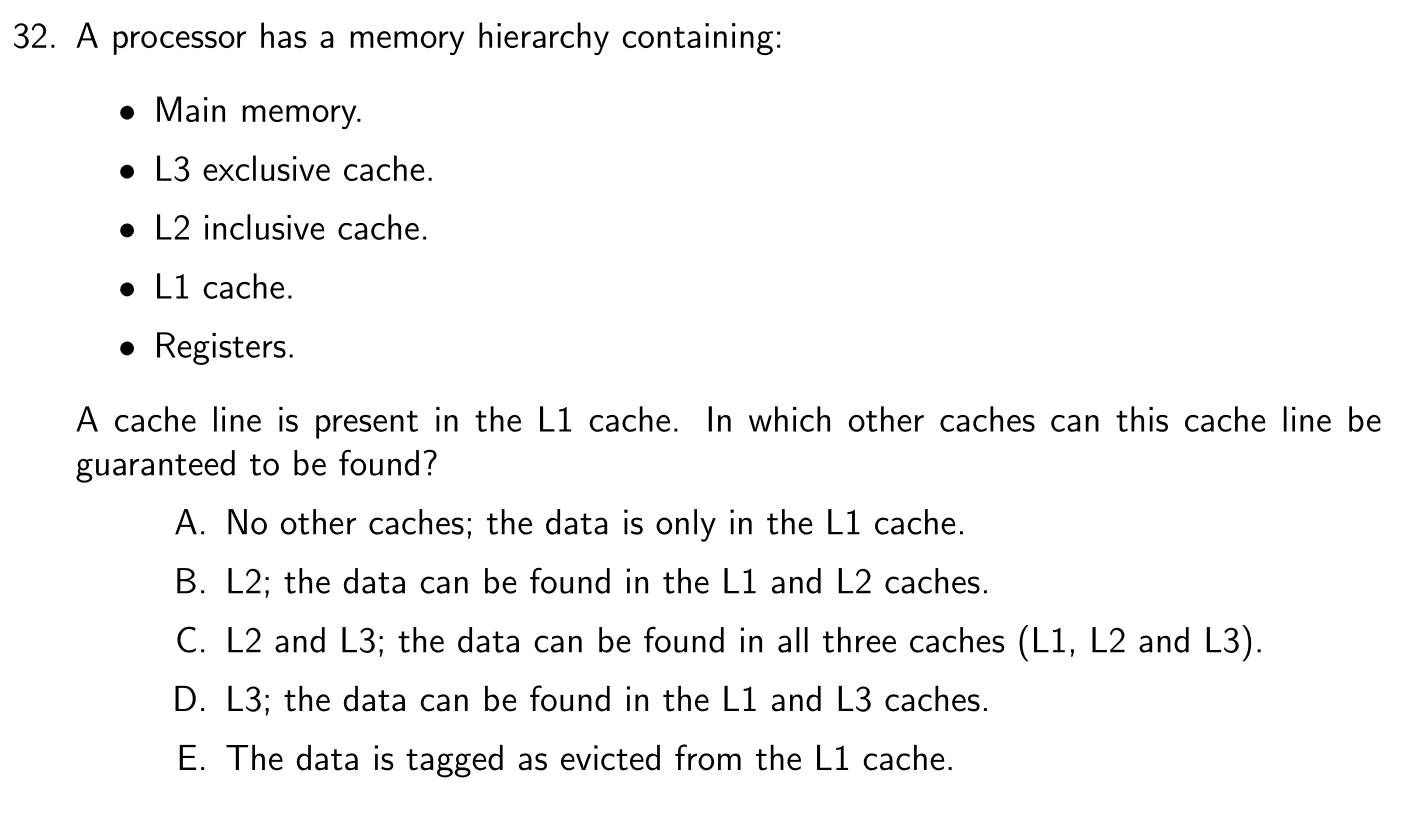 32. A processor has a memory hierarchy containing:
• Main memory.
• L3 exclusive cache.
• L2 inclusive cache.
• L1 cache.
• Registers.
A cache line is present in the L1 cache. In which other caches can this cache line be
guaranteed to be found?
A. No other caches; the data is only in the L1 cache.
B. L2; the data can be found in the L1 and L2 caches.
C. L2 and L3; the data can be found in all three caches (L1, L2 and L3).
D. L3; the data can be found in the L1 and L3 caches.
E. The data is tagged as evicted from the L1 cache.